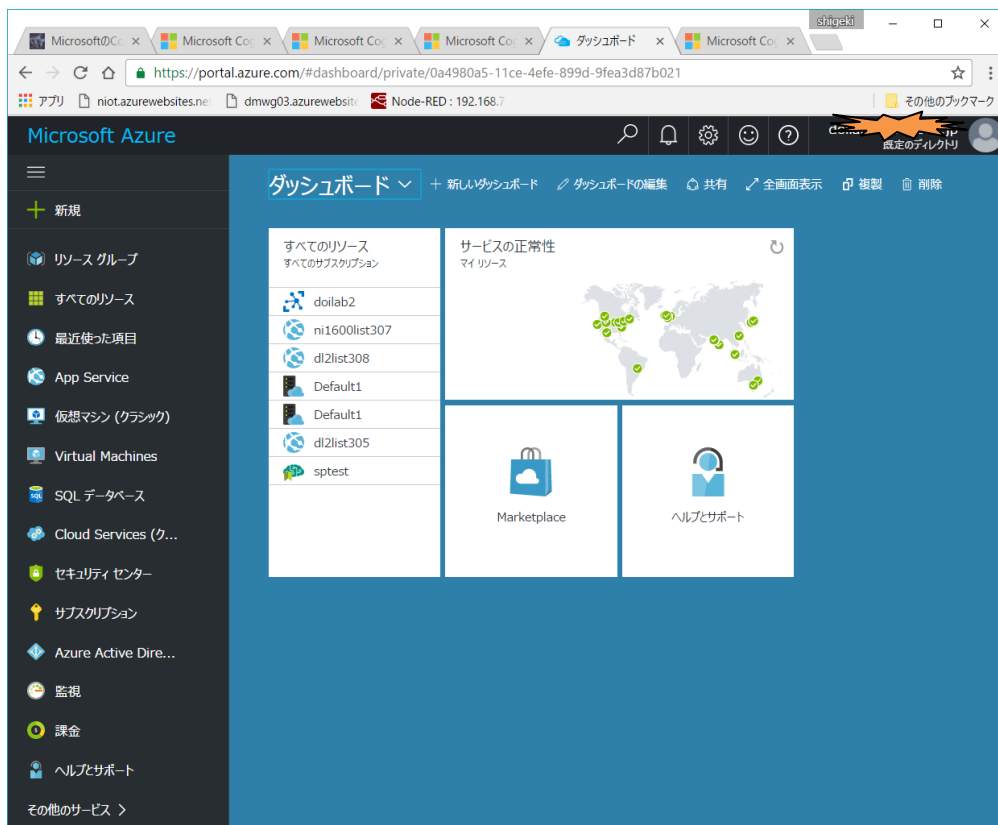 shigeki
MicrosoftのCo
Microsoft Cog
Microsoft Cog
Microsoft Cog
ダッシュボード
Microsoft Cog
https://portal.azure.com/#dashboard/private/0a4980a5-11ce-4efe-899d-9fea3d87b021
アプリ
niot.azurewebsites.net
dmwg03.azurewebsite
Node-RED : 192.168.7
その他のブックマーク
Microsoft Azure
既定のディレクトリ
ダッシュボード
新しいダッシュボード
ダッシュボードの編集
共有
全画面表示
複製
削除
新規
リソース グループ
すべてのリソース
最近使った項目
App Service
仮想マシン (クラシック)
Virtual Machines
SQL データベース
Cloud Services (ク...
セキュリティ センター
サブスクリプション
Azure Active Dire...
監視
課金
ヘルプとサポート
その他のサービス
すべてのリソース
すべてのサブスクリプション
doilab2
ni1600list307
dl2list308
Default1
Default1
dl2list305
sptest
サービスの正常性
マイ リソース
Marketplace
ヘルプとサポート